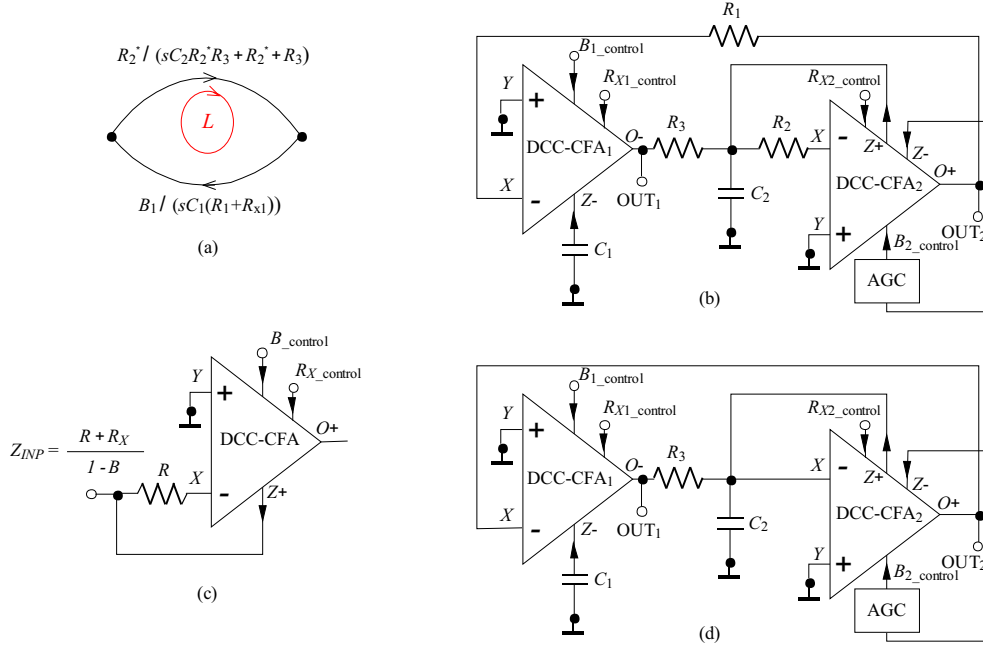 R2* / (sC2R2*R3 + R2* + R3)
L
B1 / (sC1(R1+Rx1))
(a)
R1
B1_control
RX1_control
RX2_control
Y
+
DCC-CFA1
O-
R3
R2
X
-
Z+
Z-
DCC-CFA2
O+
X
-
Z-
OUT1
C2
Y
+
OUT2
B2_control
C1
AGC
(b)
B_control
RX_control
Y
+
DCC-CFA
O+
ZINP = R + RX
1 - B
R
X
-
Z+
(c)
B1_control
RX1_control
RX2_control
Y
+
DCC-CFA1
O-
R3
X
-
Z+
Z-
DCC-CFA2
O+
X
-
Z-
OUT1
C2
Y
+
OUT2
B2_control
C1
AGC
(d)